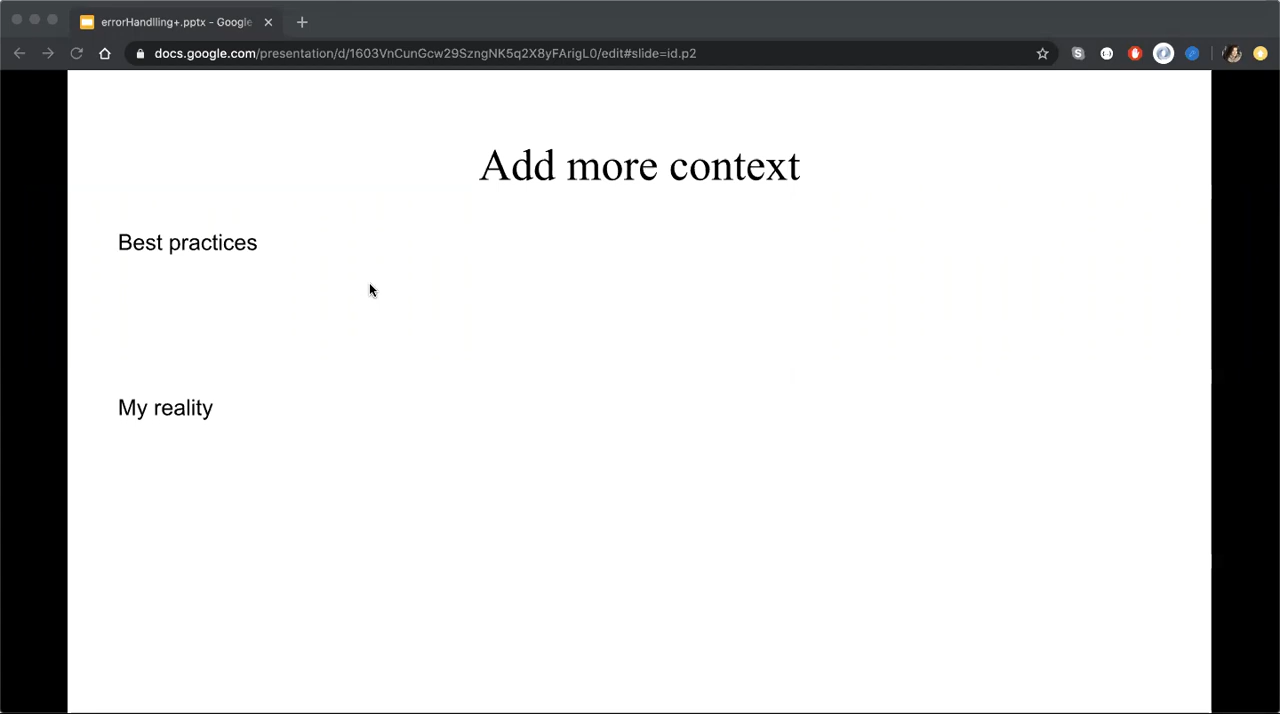 errorHandlling+.pptx - Google
docs.google.com/presentation/d/1603VnCunGcw29SzngNK5q2X8yFArigL0/edit#slide=id.p2
Add more context
Best practices
My reality